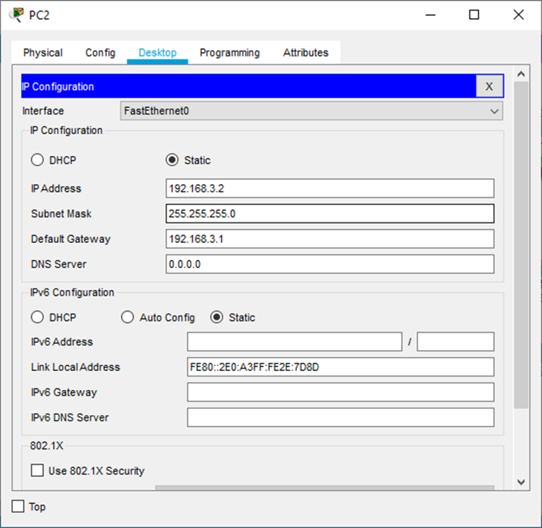 PC2
Physical Config Desktop Programming Attributes
IP Configuration X
Interface FastEthernet0
IP Configuration
DHCP Static
IP Address 192.168.3.2
Subnet Mask 255.255.255.0
Default Gateway 192.168.3.1
DNS Server 0.0.0.0
IPv6 Configuration
DHCP Auto Config Static
IPv6 Address /
Link Local Address FE80::2E0:A3FF:FE2E:7D8D
IPv6 Gateway
IPv6 DNS Server
802.1X
Use 802.1X Security
Top